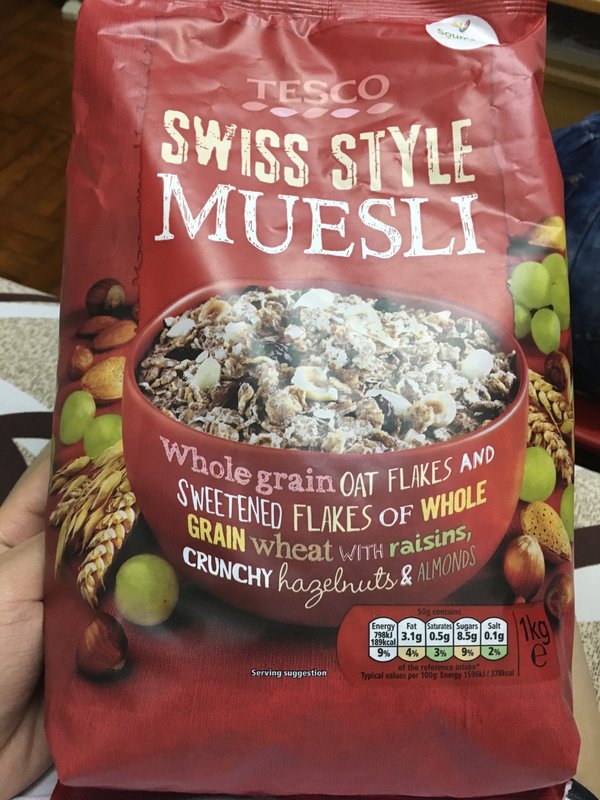 Source
TESCO
SWISS STYLE
MUESLI
Whole grain OAT FLAKES AND
SWEETENED FLAKES OF WHOLE
GRAIN wheat WITH raisins,
CRUNCHY hazelnuts & ALMONDS
50g contains
Energy Fat Saturates Sugars Salt
798kJ 3.1g 0.5g 8.5g 0.1g
189kcal
9% 4% 3% 9% 2%
of the reference intake*
Typical values per 100g: Energy 1596kJ / 378kcal
1kg
e
Serving suggestion